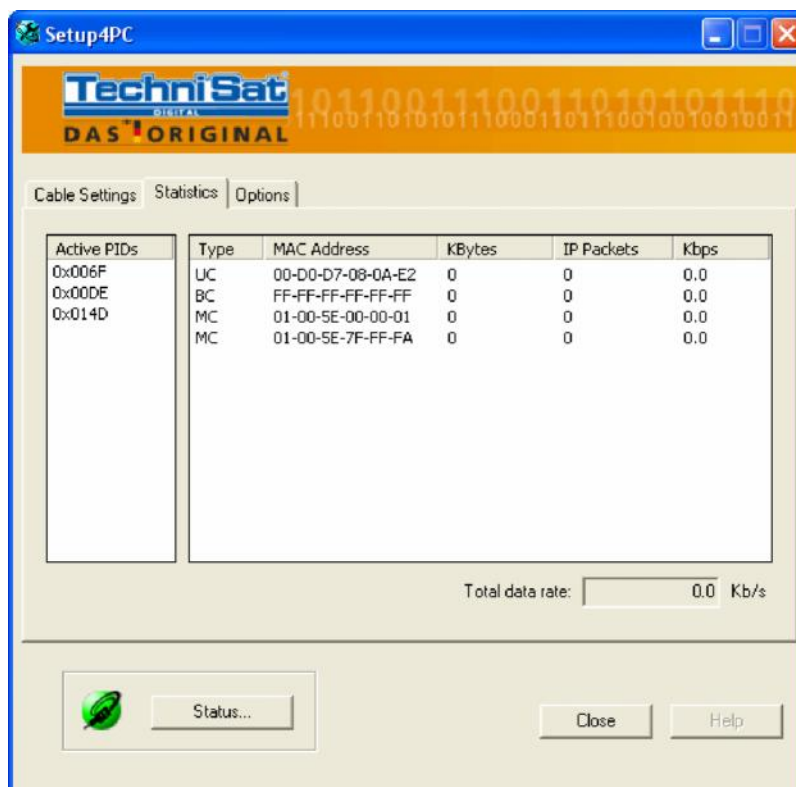 Setup4PC
TechniSat
DIGITAL
DAS ORIGINAL
Cable Settings Statistics Options
Active PIDs Type MAC Address KBytes IP Packets Kbps
0x006F UC 00-D0-D7-08-0A-E2 0 0 0.0
0x00DE BC FF-FF-FF-FF-FF-FF 0 0 0.0
0x014D MC 01-00-5E-00-00-01 0 0 0.0
MC 01-00-5E-7F-FF-FA 0 0 0.0
Total data rate: 0.0 Kb/s
Status... Close Help